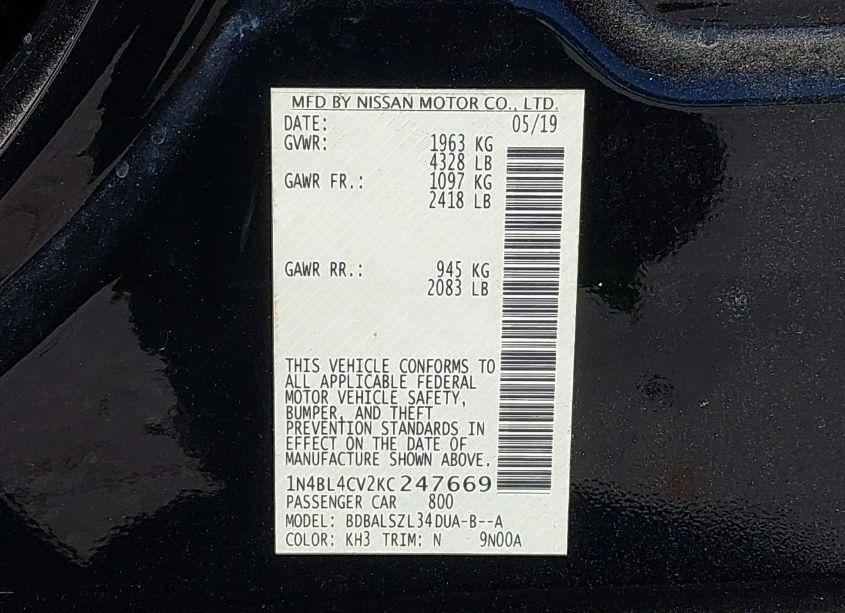 MFD BY NISSAN MOTOR CO., LTD.
DATE: 05/19
GVWR: 1963 KG
4328 LB
GAWR FR.: 1097 KG
2418 LB
GAWR RR.: 945 KG
2083 LB
THIS VEHICLE CONFORMS TO
ALL APPLICABLE FEDERAL
MOTOR VEHICLE SAFETY,
BUMPER, AND THEFT
PREVENTION STANDARDS IN
EFFECT ON THE DATE OF
MANUFACTURE SHOWN ABOVE.
1N4BL4CV2KC247669
PASSENGER CAR 800
MODEL: BDBALSZL34DUA-B--A
COLOR: KH3 TRIM: N 9N00A